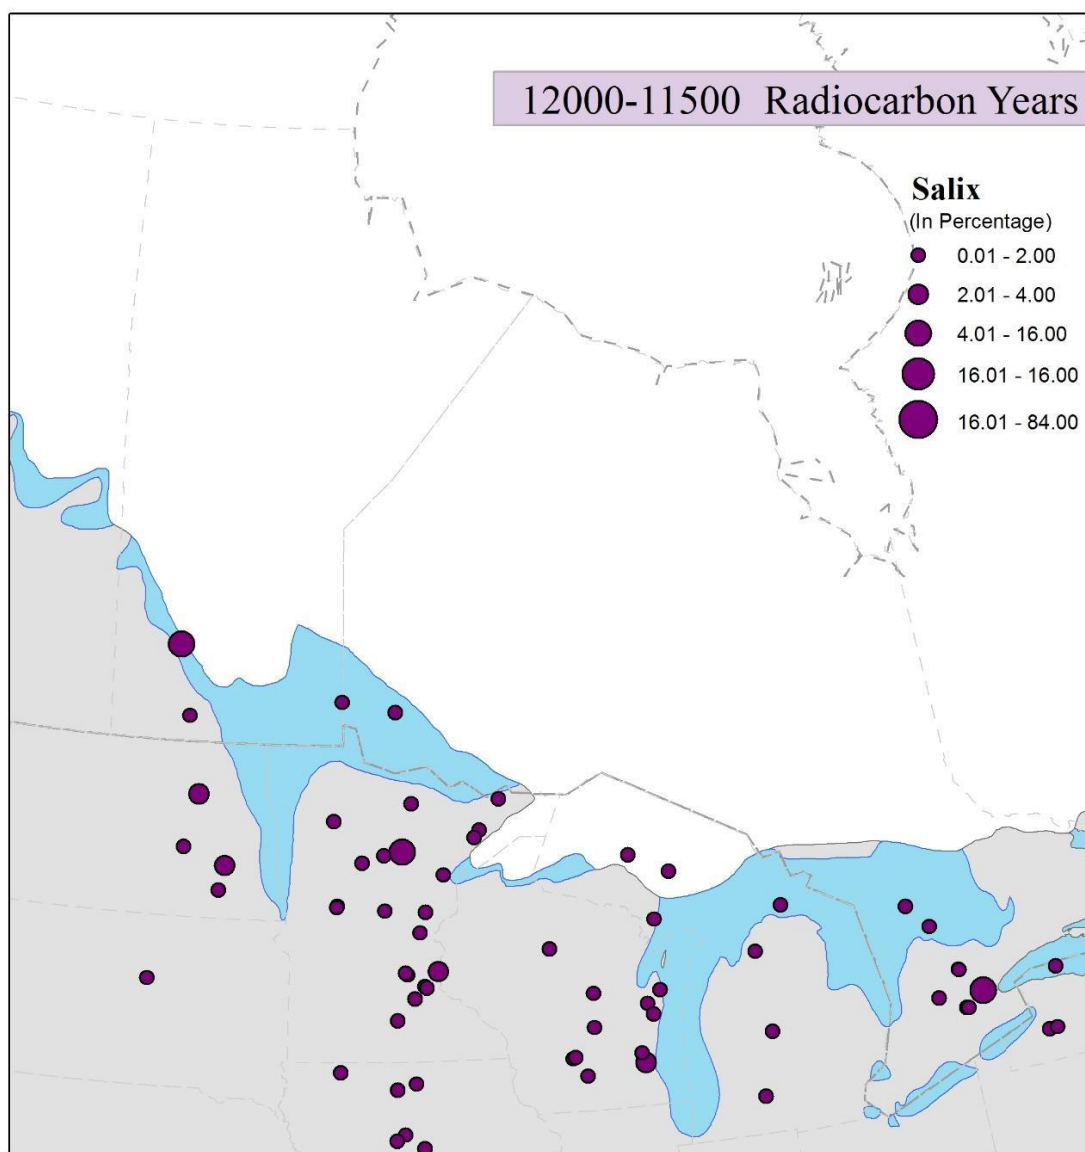 12000-11500 Radiocarbon Years
Salix
(In Percentage)
0.01 - 2.00
2.01 - 4.00
4.01 - 16.00
16.01 - 16.00
16.01 - 84.00